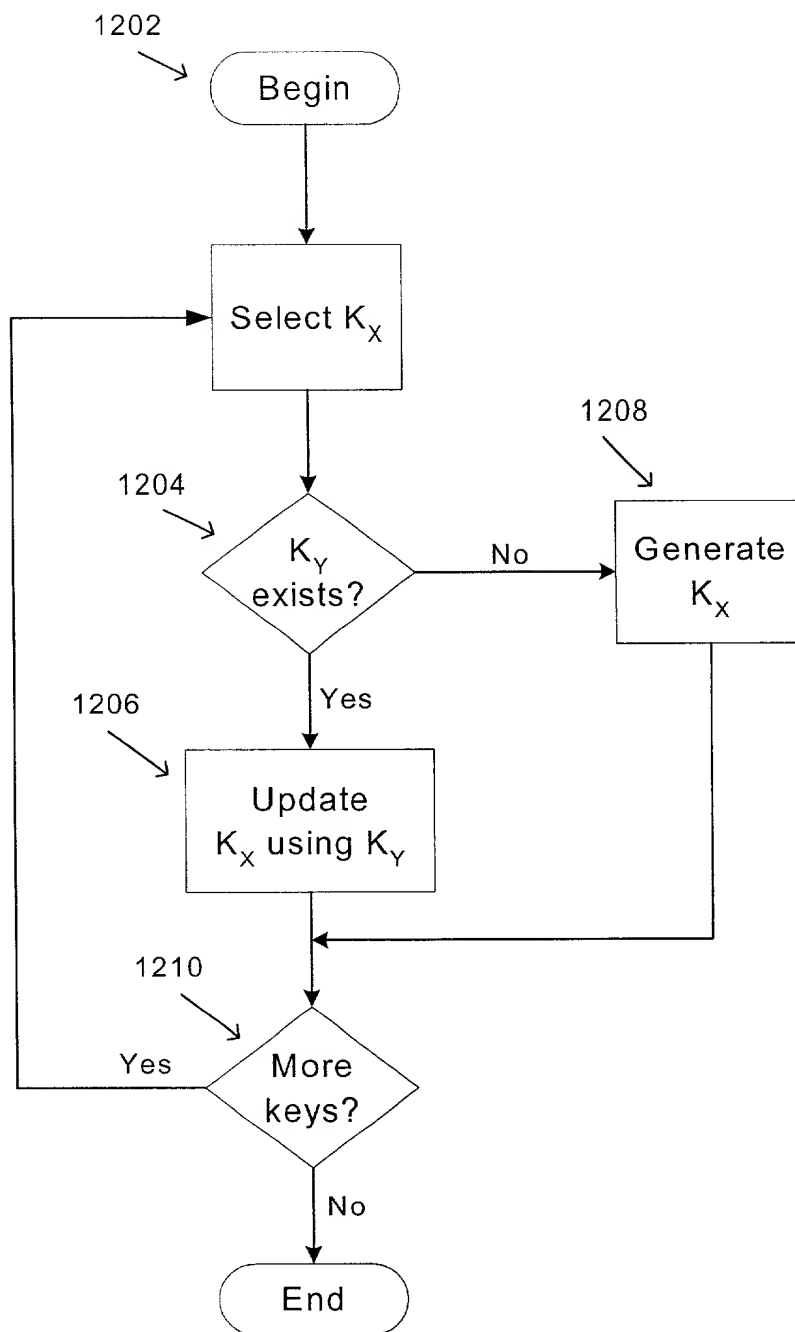 1202
Begin
Select K_X
1208
1204
K_Y
exists?
No
Generate
K_X
Yes
1206
Update
K_X using K_Y
1210
Yes
More
keys?
No
End